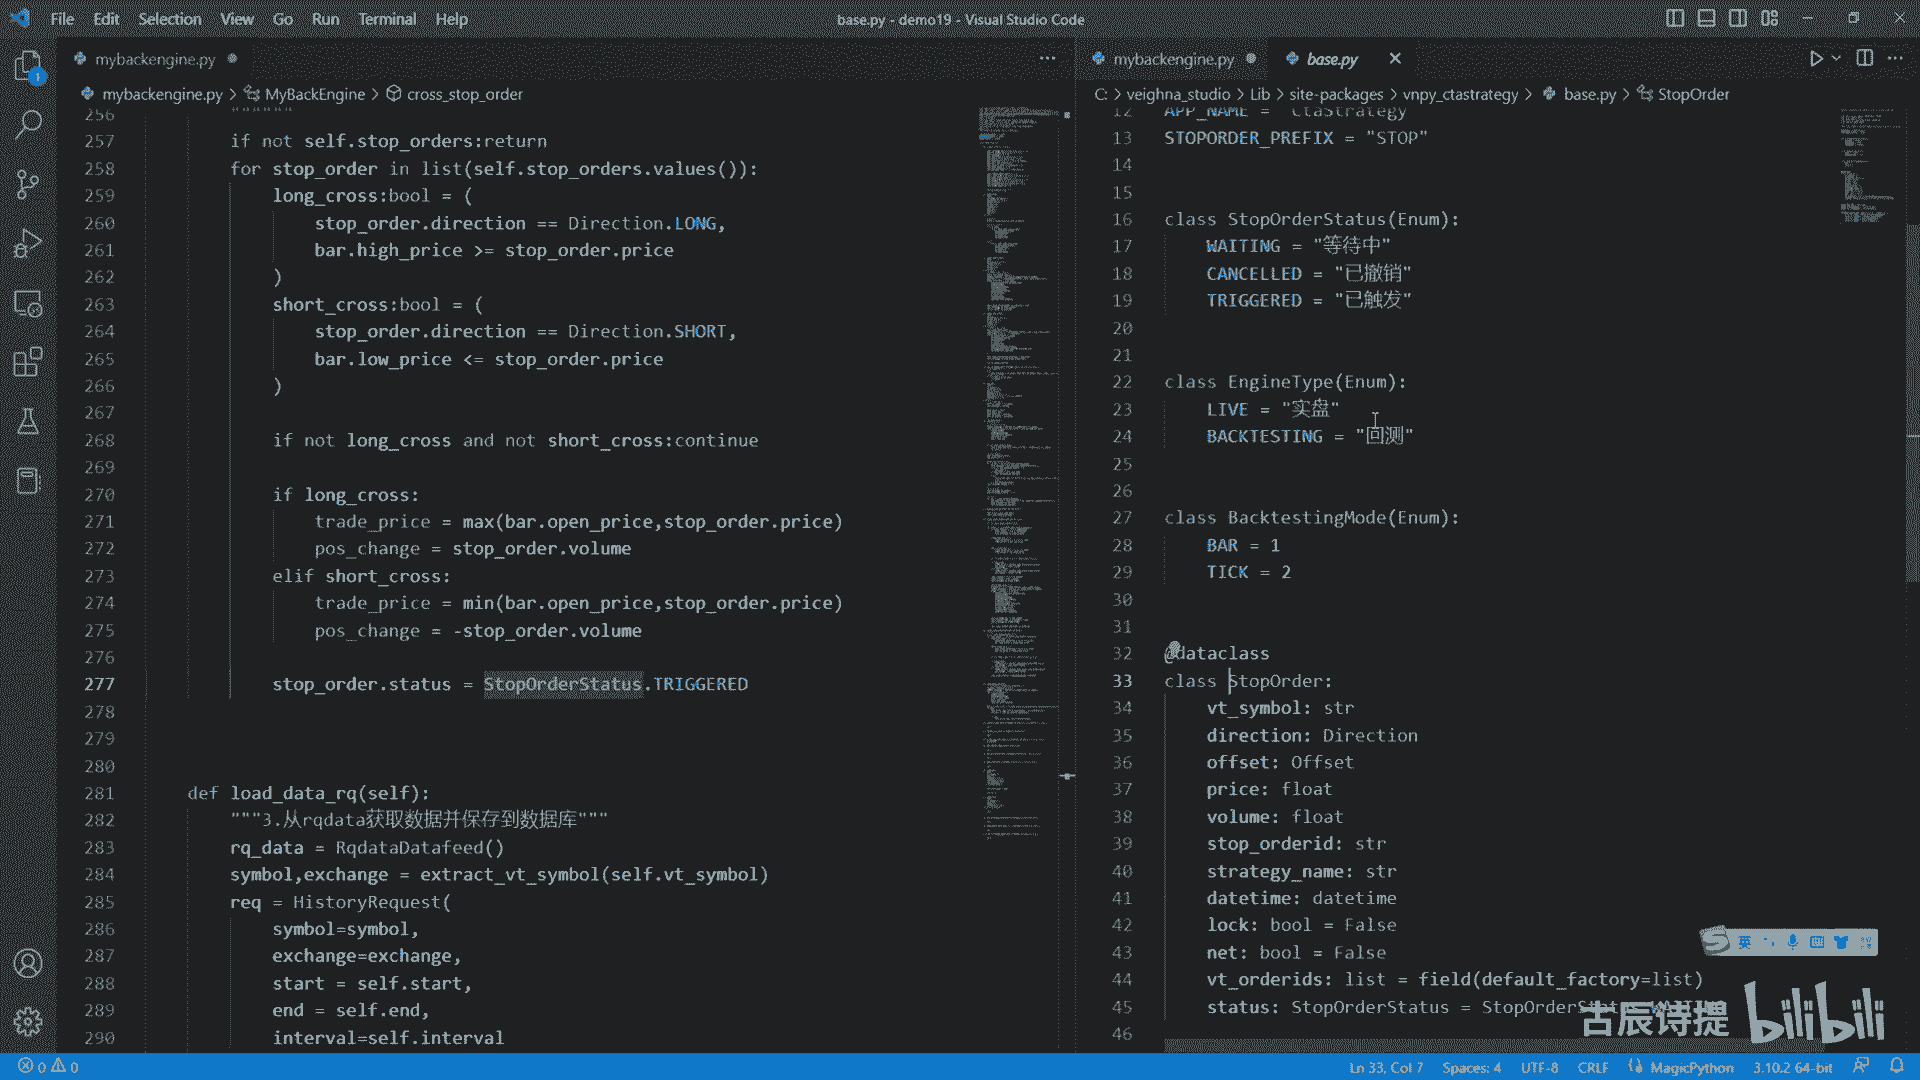 File Edit Selection View Go Run Terminal Help
base.py - demo19 - Visual Studio Code
mybackengine.py
mybackengine.py > MyBackEngine > cross_stop_order
256 """
257 if not self.stop_orders:return
258 for stop_order in list(self.stop_orders.values()):
259 long_cross:bool = (
260 stop_order.direction == Direction.LONG,
261 bar.high_price >= stop_order.price
262 )
263 short_cross:bool = (
264 stop_order.direction == Direction.SHORT,
265 bar.low_price <= stop_order.price
266 )
267
268 if not long_cross and not short_cross:continue
269
270 if long_cross:
271 trade_price = max(bar.open_price,stop_order.price)
272 pos_change = stop_order.volume
273 elif short_cross:
274 trade_price = min(bar.open_price,stop_order.price)
275 pos_change = -stop_order.volume
276
277 stop_order.status = StopOrderStatus.TRIGGERED
278
279
280
281 def load_data_rq(self):
282 """3.从rqdata获取数据并保存到数据库"""
283 rq_data = RqdataDatafeed()
284 symbol,exchange = extract_vt_symbol(self.vt_symbol)
285 req = HistoryRequest(
286 symbol=symbol,
287 exchange=exchange,
288 start = self.start,
289 end = self.end,
290 interval=self.interval
mybackengine.py base.py
C: > veighna_studio > Lib > site-packages > vnpy_ctastrategy > base.py > StopOrder
12 APP_NAME = "CtaStrategy"
13 STOPORDER_PREFIX = "STOP"
14
15
16 class StopOrderStatus(Enum):
17 WAITING = "等待中"
18 CANCELLED = "已撤销"
19 TRIGGERED = "已触发"
20
21
22 class EngineType(Enum):
23 LIVE = "实盘"
24 BACKTESTING = "回测"
25
26
27 class BacktestingMode(Enum):
28 BAR = 1
29 TICK = 2
30
31
32 @dataclass
33 class StopOrder:
34 vt_symbol: str
35 direction: Direction
36 offset: Offset
37 price: float
38 volume: float
39 stop_orderid: str
40 strategy_name: str
41 datetime: datetime
42 lock: bool = False
43 net: bool = False
44 vt_orderids: list = field(default_factory=list)
45 status: StopOrderStatus = StopOrderStatus.WAITING
46
英
古辰诗提 bilibili
0 0
Ln 33, Col 7 Spaces: 4 UTF-8 CRLF MagicPython 3.10.2 64-bit